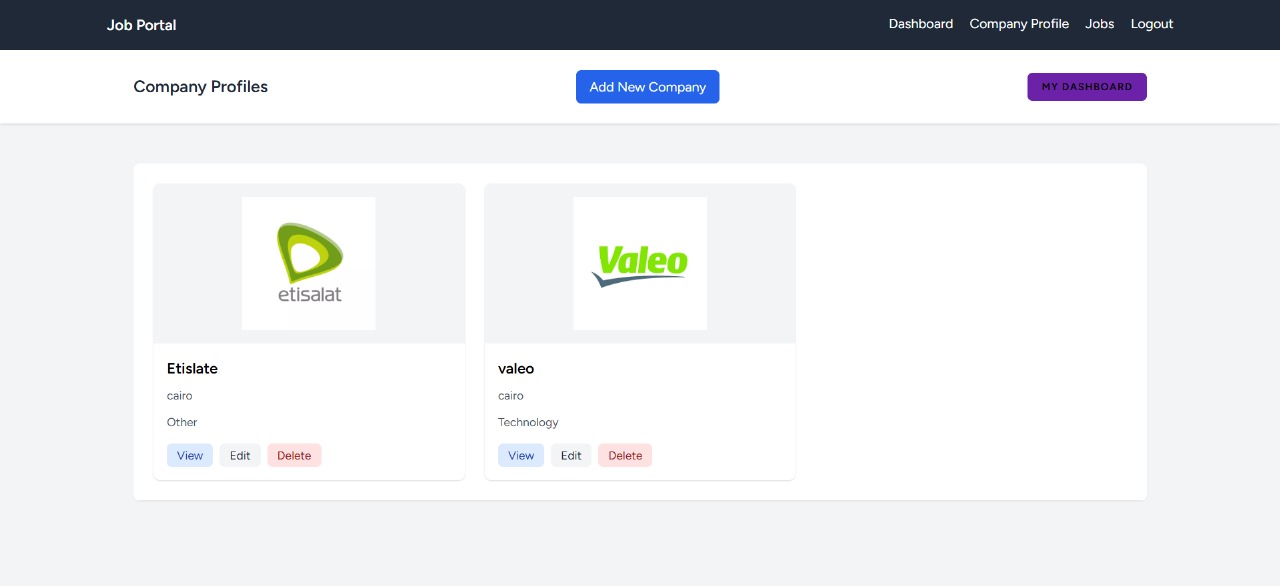 Job Portal
Dashboard Company Profile Jobs Logout
Company Profiles
Add New Company
MY DASHBOARD
etisalat
Etislate
cairo
Other
View Edit Delete
Valeo
valeo
cairo
Technology
View Edit Delete